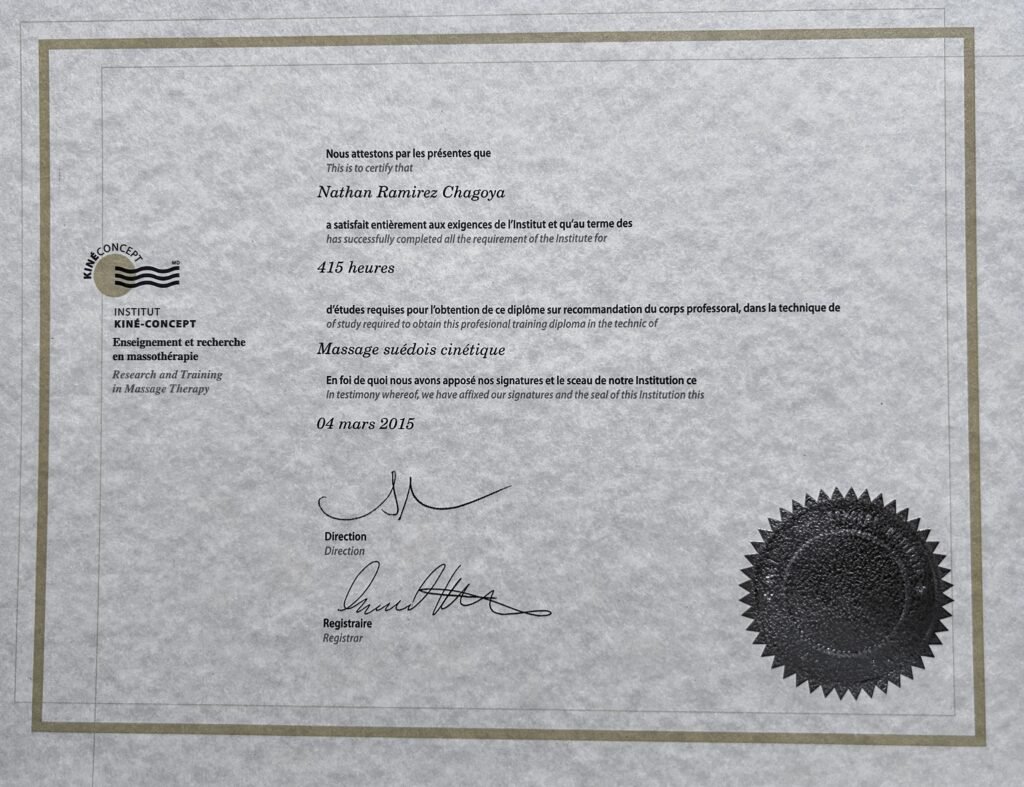 KINÉCONCEPT
MD
INSTITUT
KINÉ-CONCEPT
Enseignement et recherche
en massothérapie
Research and Training
in Massage Therapy
Nous attestons par les présentes que
This is to certify that
Nathan Ramirez Chagoya
a satisfait entièrement aux exigences de l'Institut et qu'au terme des
has successfully completed all the requirement of the Institute for
415 heures
d'études requises pour l'obtention de ce diplôme sur recommandation du corps professoral, dans la technique de
of study required to obtain this profesional training diploma in the technic of
Massage suédois cinétique
En foi de quoi nous avons apposé nos signatures et le sceau de notre Institution ce
In testimony whereof, we have affixed our signatures and the seal of this Institution this
04 mars 2015
Direction
Direction
Registraire
Registrar